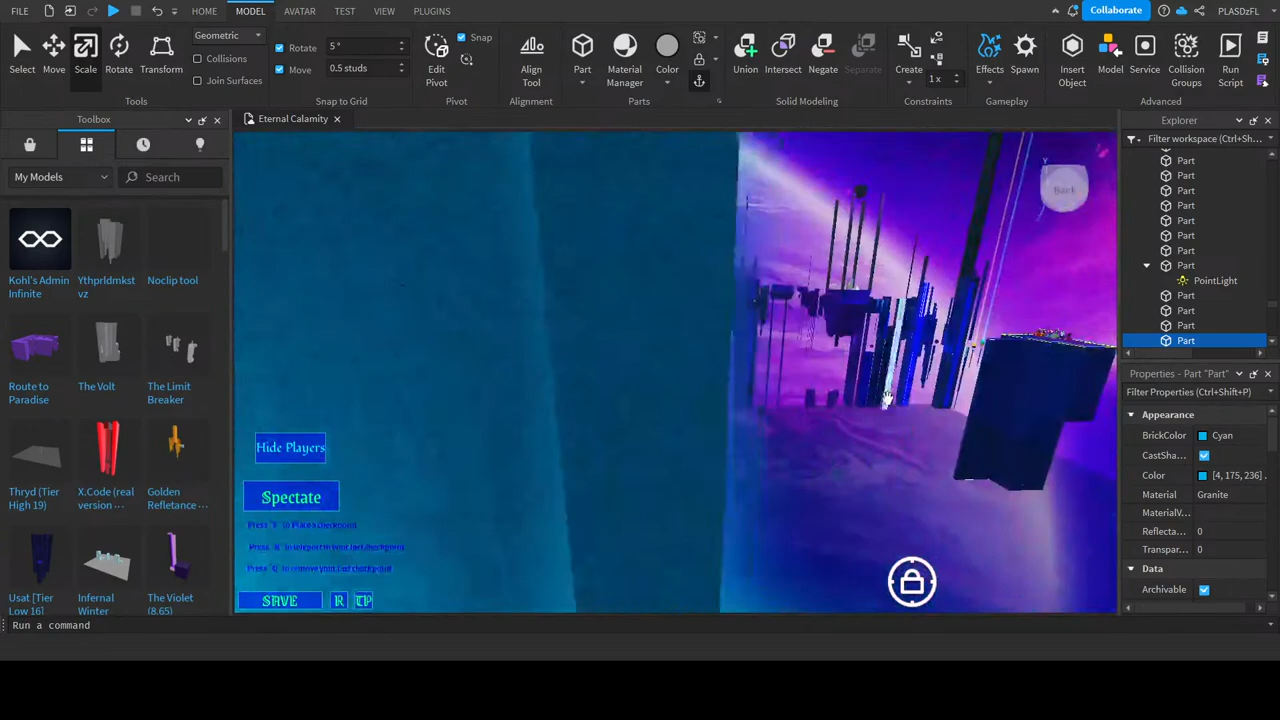 FILE HOME MODEL AVATAR TEST VIEW PLUGINS Collaborate PLASDzFL
Select Move Scale Rotate Transform
Geometric
Collisions
Join Surfaces
Tools
Rotate 5 °
Move 0.5 studs
Snap to Grid
Edit Pivot
Snap
Pivot
Align Tool
Alignment
Part
Material Manager
Color
Parts
Union Intersect Negate Separate
Solid Modeling
Create
1 x
Constraints
Effects Spawn
Gameplay
Insert Object
Model
Service
Collision Groups
Run Script
Advanced
Toolbox
My Models
Search
Kohl's Admin Infinite
Ythprldmkst vz
Noclip tool
Route to Paradise
The Volt
The Limit Breaker
Thryd (Tier High 19)
X.Code (real version ...
Golden Refletance ...
Usat [Tier Low 16]
Infernal Winter
The Violet (8.65)
Eternal Calamity
Back
Hide Players
Spectate
SAVE R TP
Explorer
Filter workspace (Ctrl+Sh...
Part
Part
Part
Part
Part
Part
Part
Part
PointLight
Part
Part
Part
Part
Properties - Part "Part"
Filter Properties (Ctrl+Shift+P)
Appearance
BrickColor Cyan
CastSha...
Color [4, 175, 236]
Material Granite
MaterialV...
Reflecta... 0
Transpar... 0
Data
Archivable
Run a command